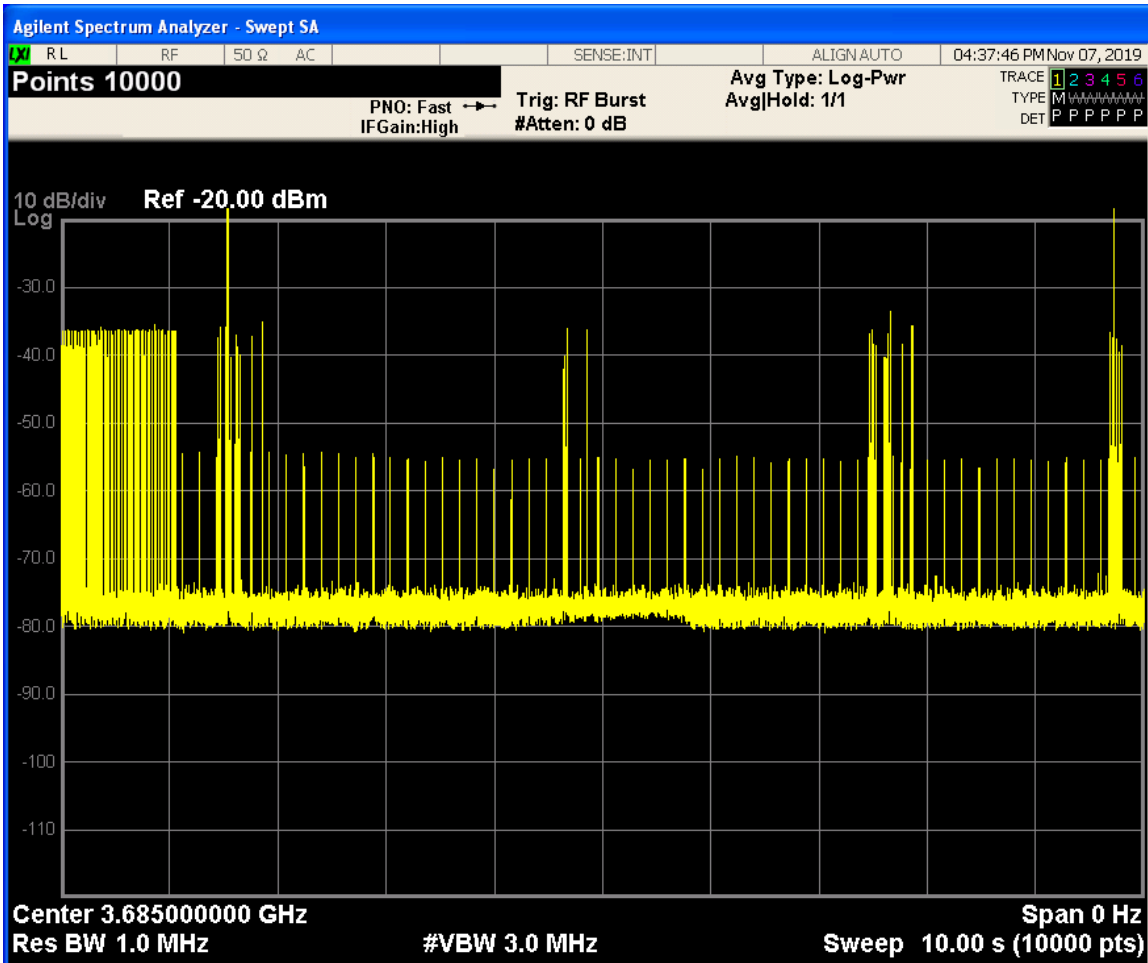 Agilent Spectrum Analyzer - Swept SA
LXI RL RF 50 Ω AC SENSE:INT ALIGN AUTO 04:37:46 PM Nov 07, 2019
Points 10000
PNO: Fast
IFGain:High
Trig: RF Burst
#Atten: 0 dB
Avg Type: Log-Pwr
Avg|Hold: 1/1
TRACE 1 2 3 4 5 6
TYPE M WWWWW
DET P P P P P P
10 dB/div Ref -20.00 dBm
Log
-30.0
-40.0
-50.0
-60.0
-70.0
-80.0
-90.0
-100
-110
Center 3.685000000 GHz Span 0 Hz
Res BW 1.0 MHz #VBW 3.0 MHz Sweep 10.00 s (10000 pts)